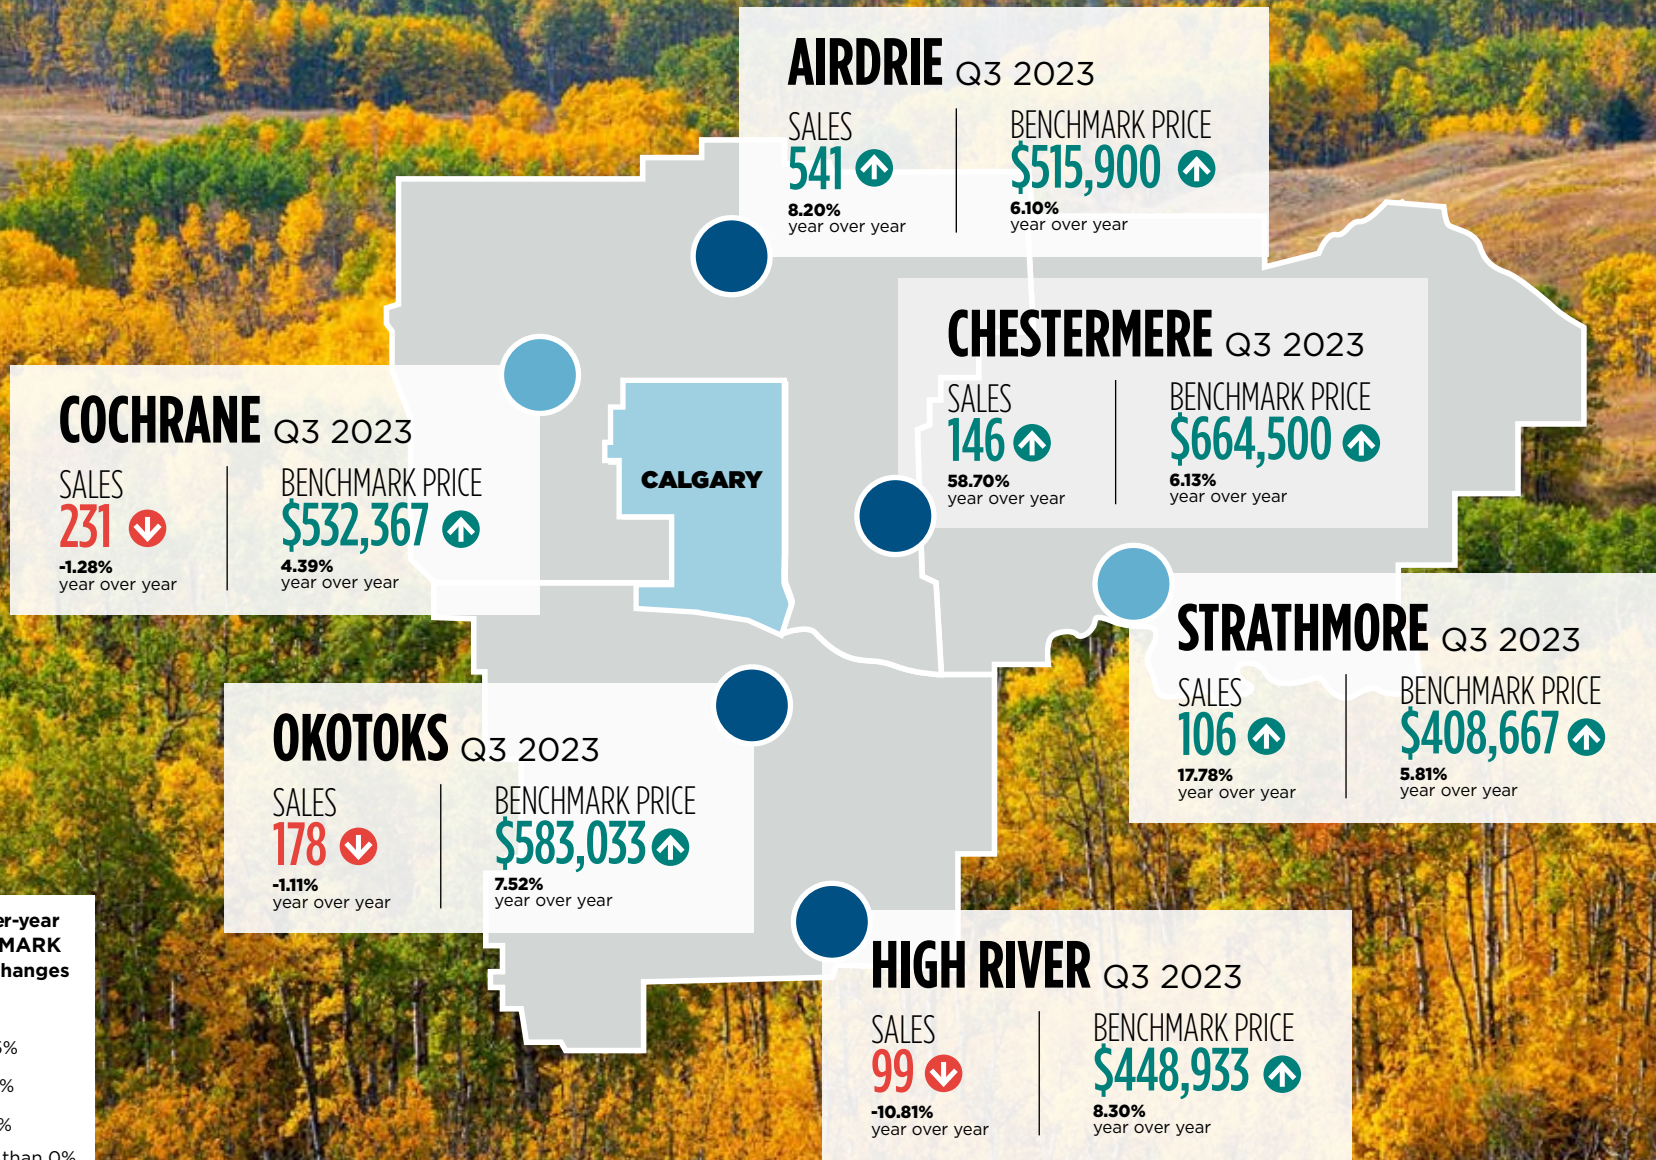 AIRDRIE Q3 2023
SALES
541
8.20%
year over year
BENCHMARK PRICE
$515,900
6.10%
year over year
CHESTERMERE Q3 2023
SALES
146
58.70%
year over year
BENCHMARK PRICE
$664,500
6.13%
year over year
COCHRANE Q3 2023
SALES
231
-1.28%
year over year
BENCHMARK PRICE
$532,367
4.39%
year over year
CALGARY
STRATHMORE Q3 2023
SALES
106
17.78%
year over year
BENCHMARK PRICE
$408,667
5.81%
year over year
OKOTOKS Q3 2023
SALES
178
-1.11%
year over year
BENCHMARK PRICE
$583,033
7.52%
year over year
HIGH RIVER Q3 2023
SALES
99
-10.81%
year over year
BENCHMARK PRICE
$448,933
8.30%
year over year
er-year
MARK
hanges
%
%
%
than 0%